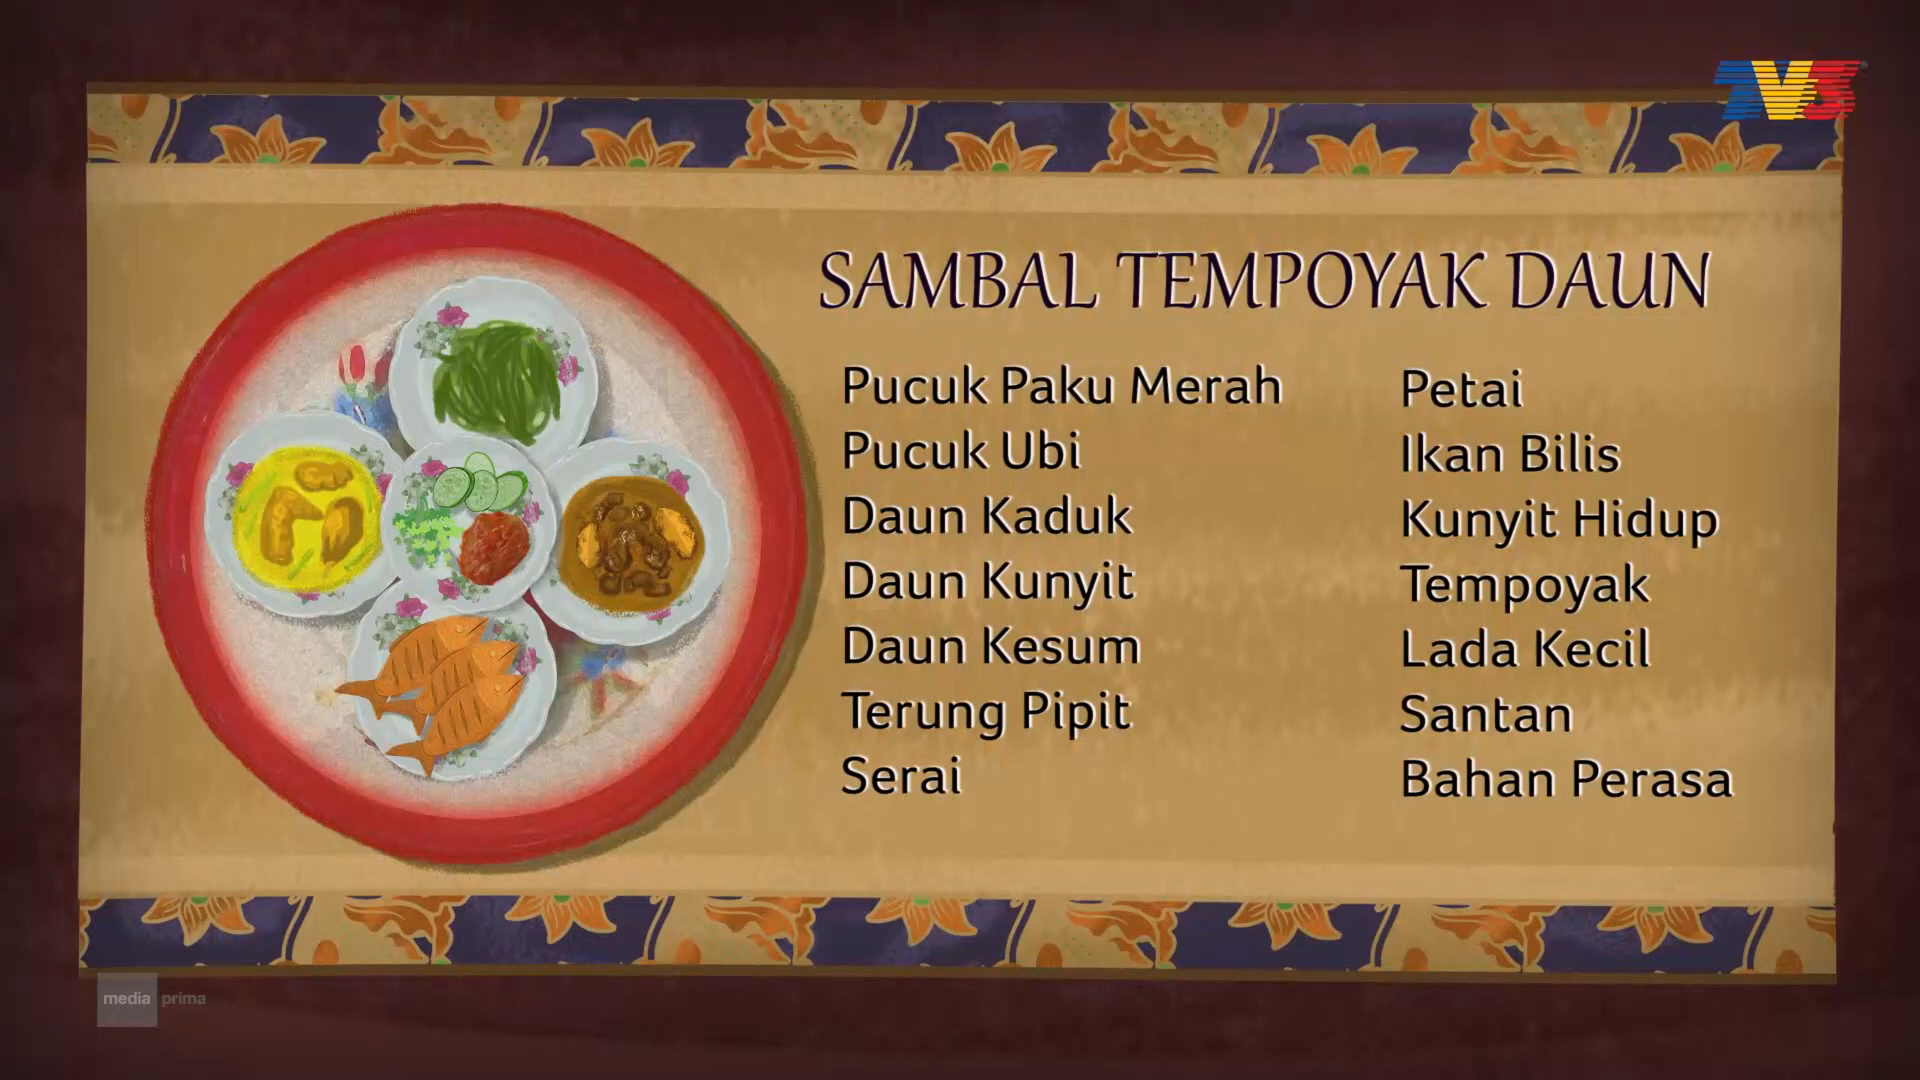 TV3
SAMBAL TEMPOYAK DAUN
Pucuk Paku Merah
Pucuk Ubi
Daun Kaduk
Daun Kunyit
Daun Kesum
Terung Pipit
Serai
Petai
Ikan Bilis
Kunyit Hidup
Tempoyak
Lada Kecil
Santan
Bahan Perasa
media prima